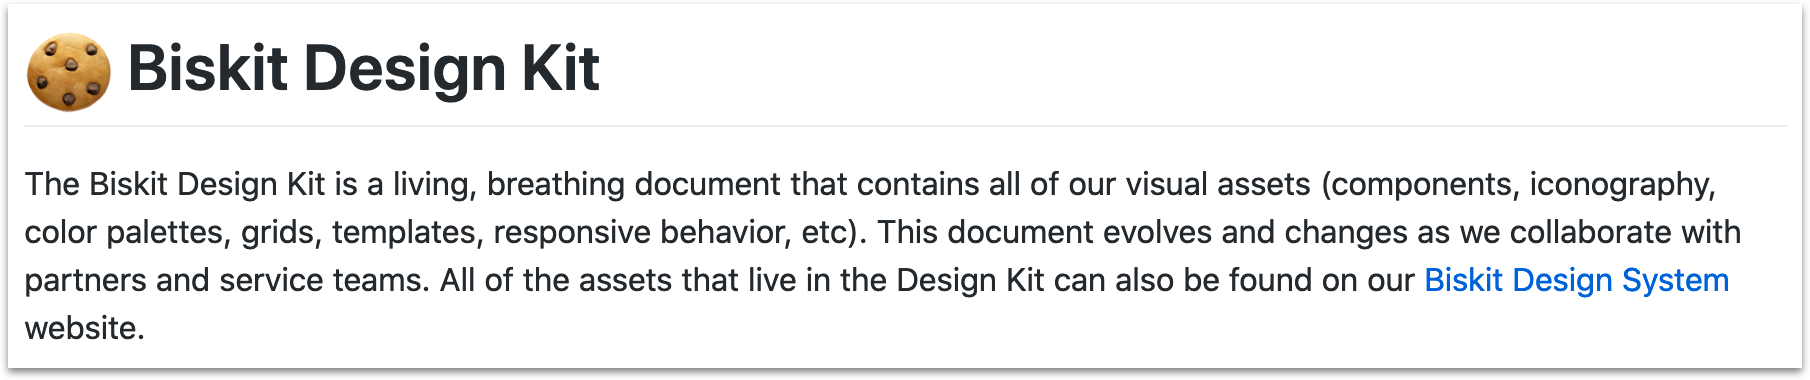 Biskit Design Kit
The Biskit Design Kit is a living, breathing document that contains all of our visual assets (components, iconography,
color palettes, grids, templates, responsive behavior, etc). This document evolves and changes as we collaborate with
partners and service teams. All of the assets that live in the Design Kit can also be found on our Biskit Design System
website.